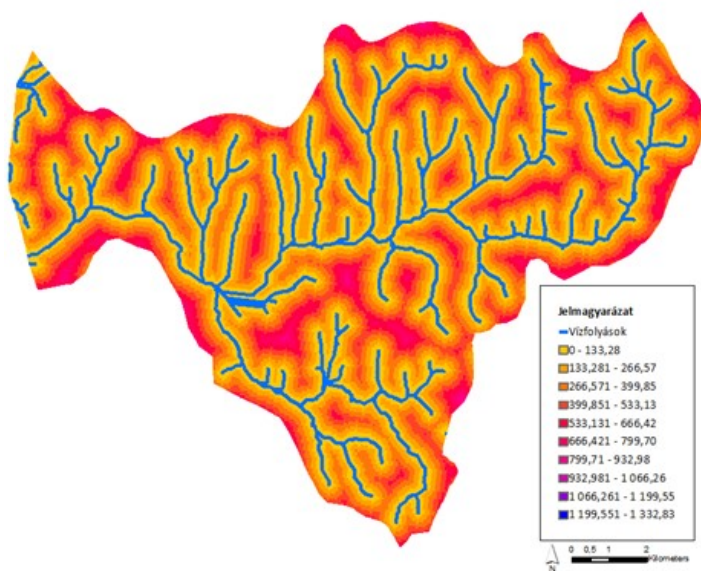 Jelmagyarázat
Vízfolyások
0 - 133,28
133,281 - 266,57
266,571 - 399,85
399,851 - 533,13
533,131 - 666,42
666,421 - 799,70
799,71 - 932,98
932,981 - 1 066,26
1 066,261 - 1 199,55
1 199,551 - 1 332,83
N
0 0,5 1 2
Kilometers